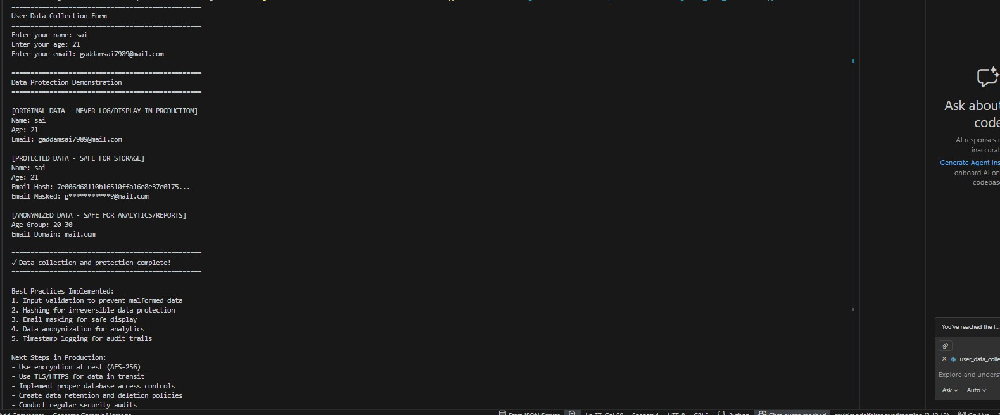 ==================================================
User Data Collection Form
==================================================
Enter your name: sai
Enter your age: 21
Enter your email: gaddamsai7989@mail.com
==================================================
Data Protection Demonstration
==================================================
[ORIGINAL DATA - NEVER LOG/DISPLAY IN PRODUCTION]
Name: sai
Age: 21
Email: gaddamsai7989@mail.com
[PROTECTED DATA - SAFE FOR STORAGE]
Name: sai
Age: 21
Email Hash: 7e006d68110b16510ffa16e8e37e0175...
Email Masked: g***********9@mail.com
[ANONYMIZED DATA - SAFE FOR ANALYTICS/REPORTS]
Age Group: 20-30
Email Domain: mail.com
==================================================
✓ Data collection and protection complete!
==================================================
Best Practices Implemented:
1. Input validation to prevent malformed data
2. Hashing for irreversible data protection
3. Email masking for safe display
4. Data anonymization for analytics
5. Timestamp logging for audit trails
Next Steps in Production:
- Use encryption at rest (AES-256)
- Use TLS/HTTPS for data in transit
- Implement proper database access controls
- Create data retention and deletion policies
- Conduct regular security audits
Ask about
code
AI responses
inaccurat
Generate Agent Ins
onboard AI on
codebas
You've reached the l...
user_data_colle
Explore and unders
Ask
Auto
Add Comments
Generate Commit Message
Start JSON Server
Ln 77, Col 50
Spaces: 4
UTF-8
CRLF
{ } Python
Chat quota reached
Go Live